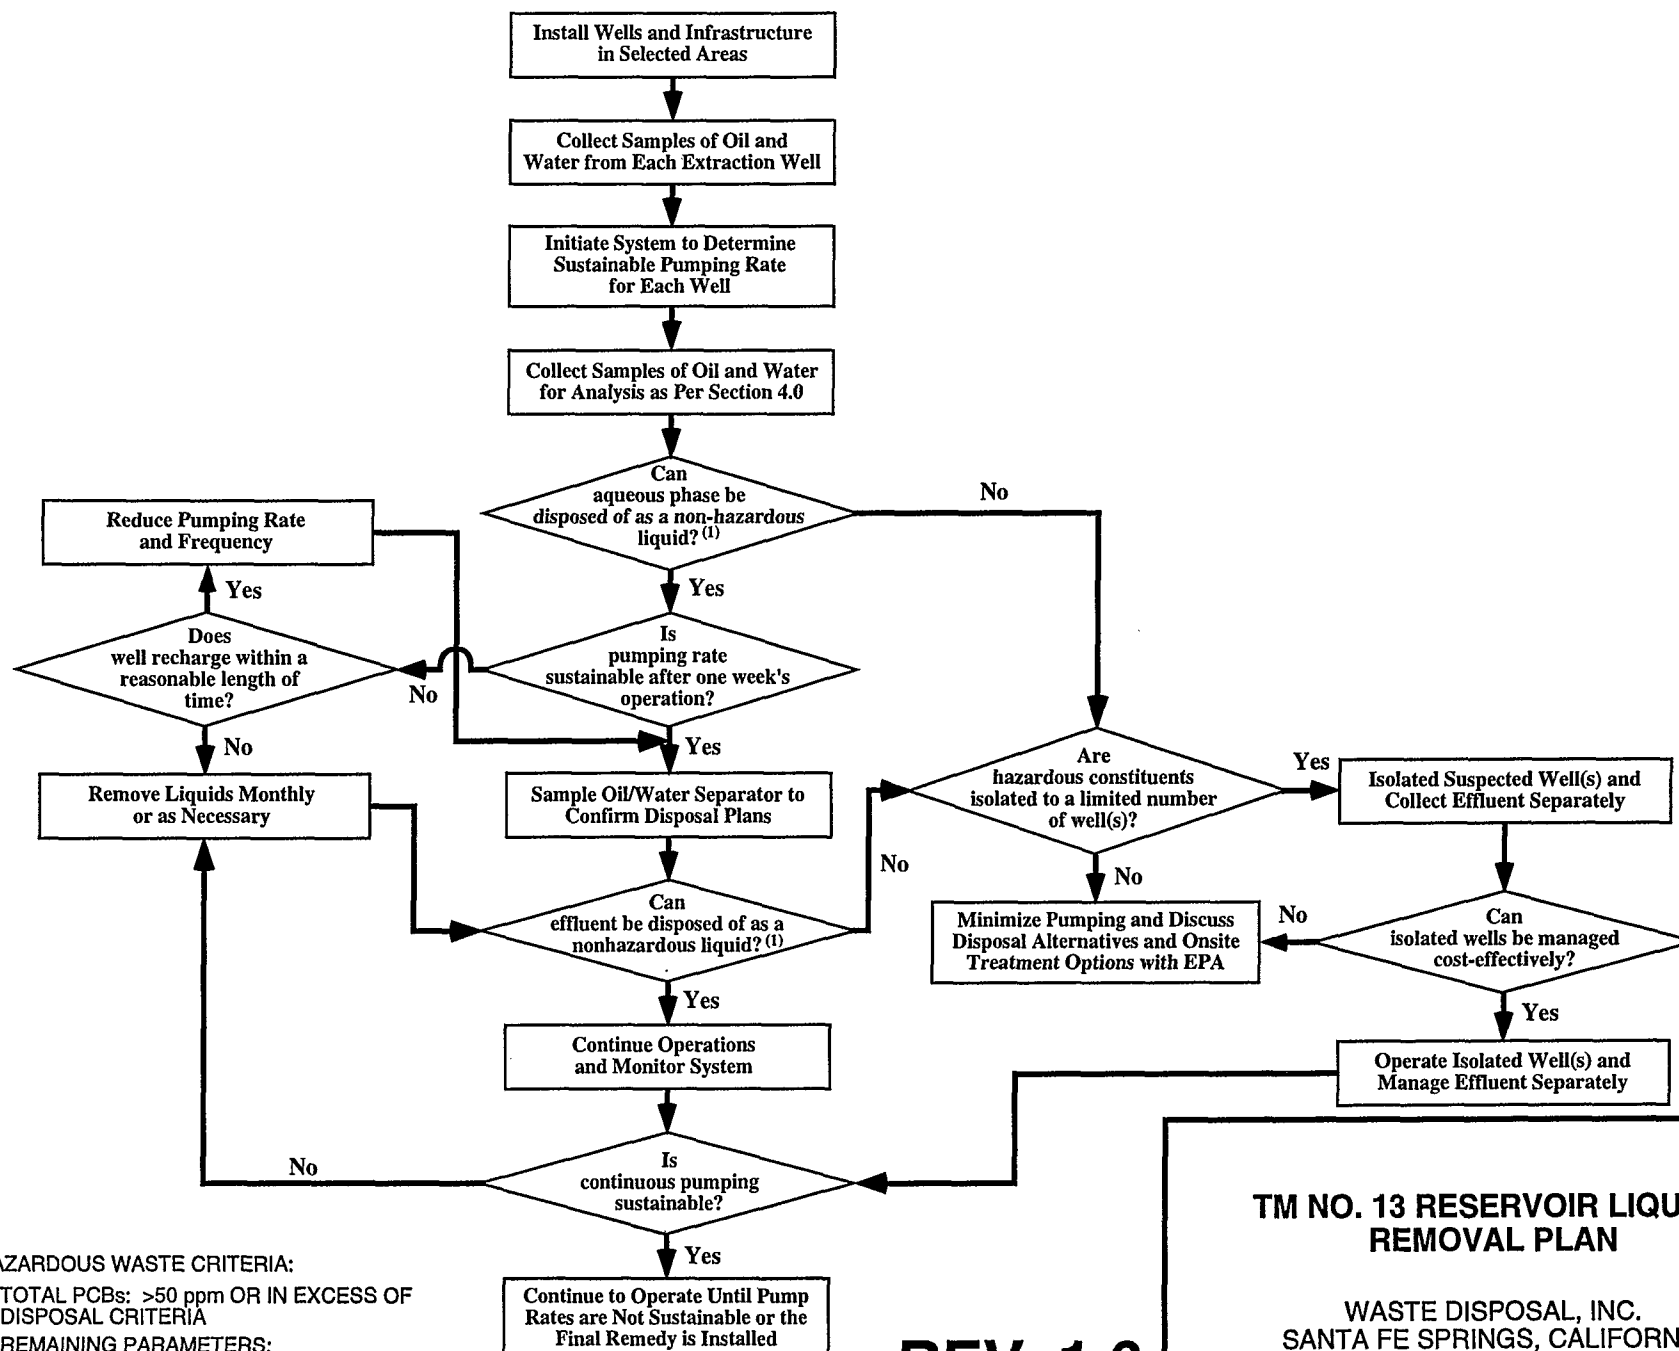 Install Wells and Infrastructure
in Selected Areas
Collect Samples of Oil and
Water from Each Extraction Well
Initiate System to Determine
Sustainable Pumping Rate
for Each Well
Collect Samples of Oil and Water
for Analysis as Per Section 4.0
Can
aqueous phase be
disposed of as a non-hazardous
liquid? (1)
No
Yes
Reduce Pumping Rate
and Frequency
Yes
Does
well recharge within a
reasonable length of
time?
No
Is
pumping rate
sustainable after one week's
operation?
No
Yes
Remove Liquids Monthly
or as Necessary
Sample Oil/Water Separator to
Confirm Disposal Plans
Are
hazardous constituents
isolated to a limited number
of well(s)?
Yes
Isolated Suspected Well(s) and
Collect Effluent Separately
No
No
Can
effluent be disposed of as a
nonhazardous liquid? (1)
Minimize Pumping and Discuss
Disposal Alternatives and Onsite
Treatment Options with EPA
No
Can
isolated wells be managed
cost-effectively?
Yes
Yes
Continue Operations
and Monitor System
Operate Isolated Well(s) and
Manage Effluent Separately
No
Is
continuous pumping
sustainable?
Yes
Continue to Operate Until Pump
Rates are Not Sustainable or the
Final Remedy is Installed
AZARDOUS WASTE CRITERIA:
TOTAL PCBs: >50 ppm OR IN EXCESS OF
DISPOSAL CRITERIA
REMAINING PARAMETERS:
TM NO. 13 RESERVOIR LIQU
REMOVAL PLAN
WASTE DISPOSAL, INC.
SANTA FE SPRINGS, CALIFORN